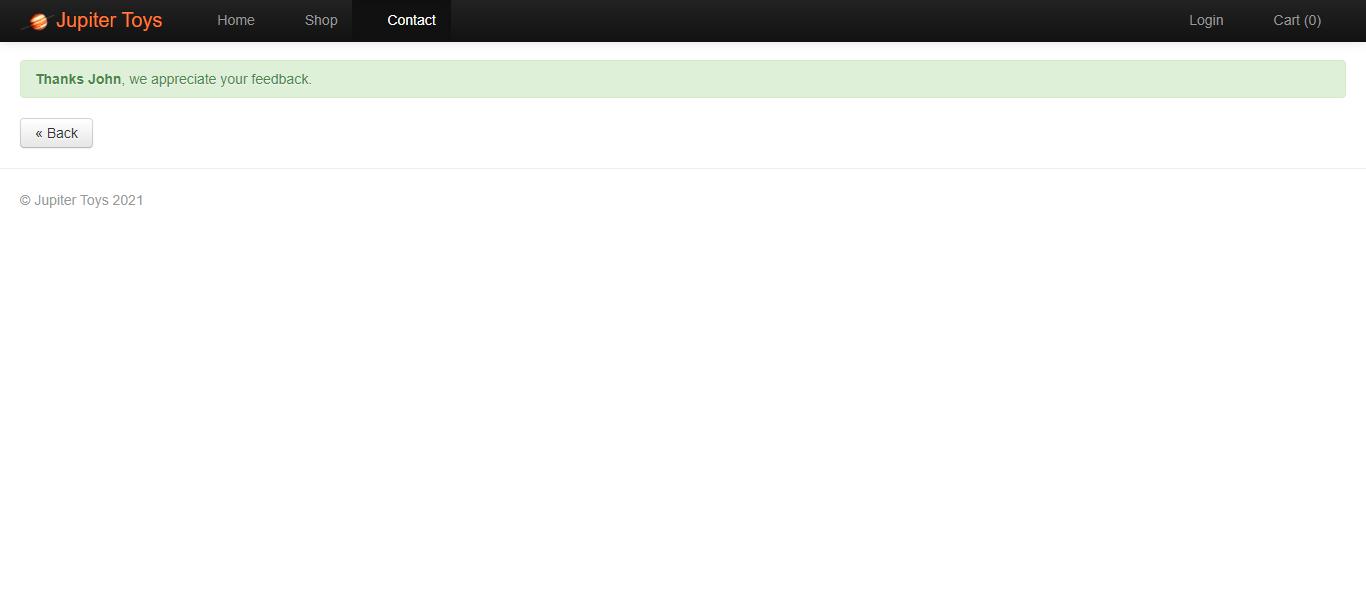 Jupiter Toys Home Shop Contact Login Cart (0)
Thanks John, we appreciate your feedback.
« Back
© Jupiter Toys 2021